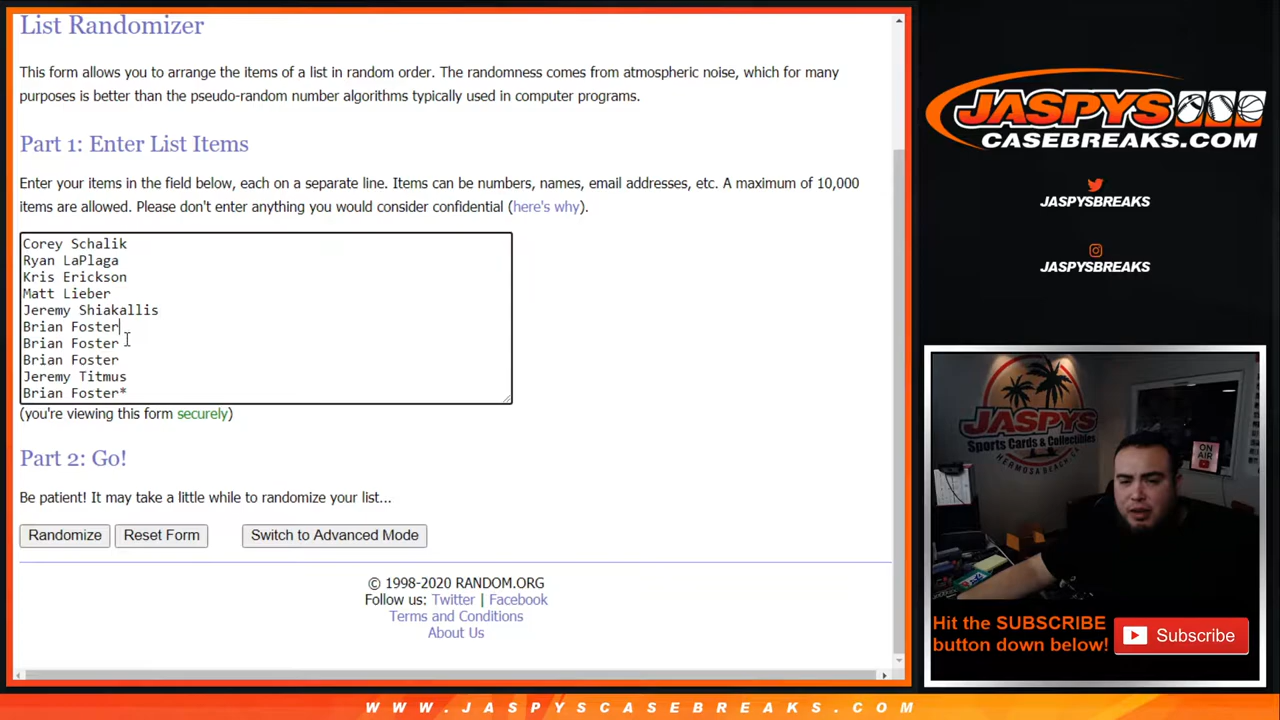 List Randomizer
This form allows you to arrange the items of a list in random order. The randomness comes from atmospheric noise, which for many
purposes is better than the pseudo-random number algorithms typically used in computer programs.
Part 1: Enter List Items
Enter your items in the field below, each on a separate line. Items can be numbers, names, email addresses, etc. A maximum of 10,000
items are allowed. Please don't enter anything you would consider confidential (here's why).
Corey Schalik
Ryan LaPlaga
Kris Erickson
Matt Lieber
Jeremy Shiakallis
Brian Foster
Brian Foster
Brian Foster
Jeremy Titmus
Brian Foster*
(you're viewing this form securely)
Part 2: Go!
Be patient! It may take a little while to randomize your list...
Randomize
Reset Form
Switch to Advanced Mode
© 1998-2020 RANDOM.ORG
Follow us: Twitter | Facebook
Terms and Conditions
About Us
JASPYS
CASEBREAKS.COM
JASPYSBREAKS
JASPYSBREAKS
JASPYS
Sports Cards & Collectibles
HERMOSA BEACH, CA
ON
AIR
Hit the SUBSCRIBE
button down below!
Subscribe
WWW.JASPYSCASEBREAKS.COM